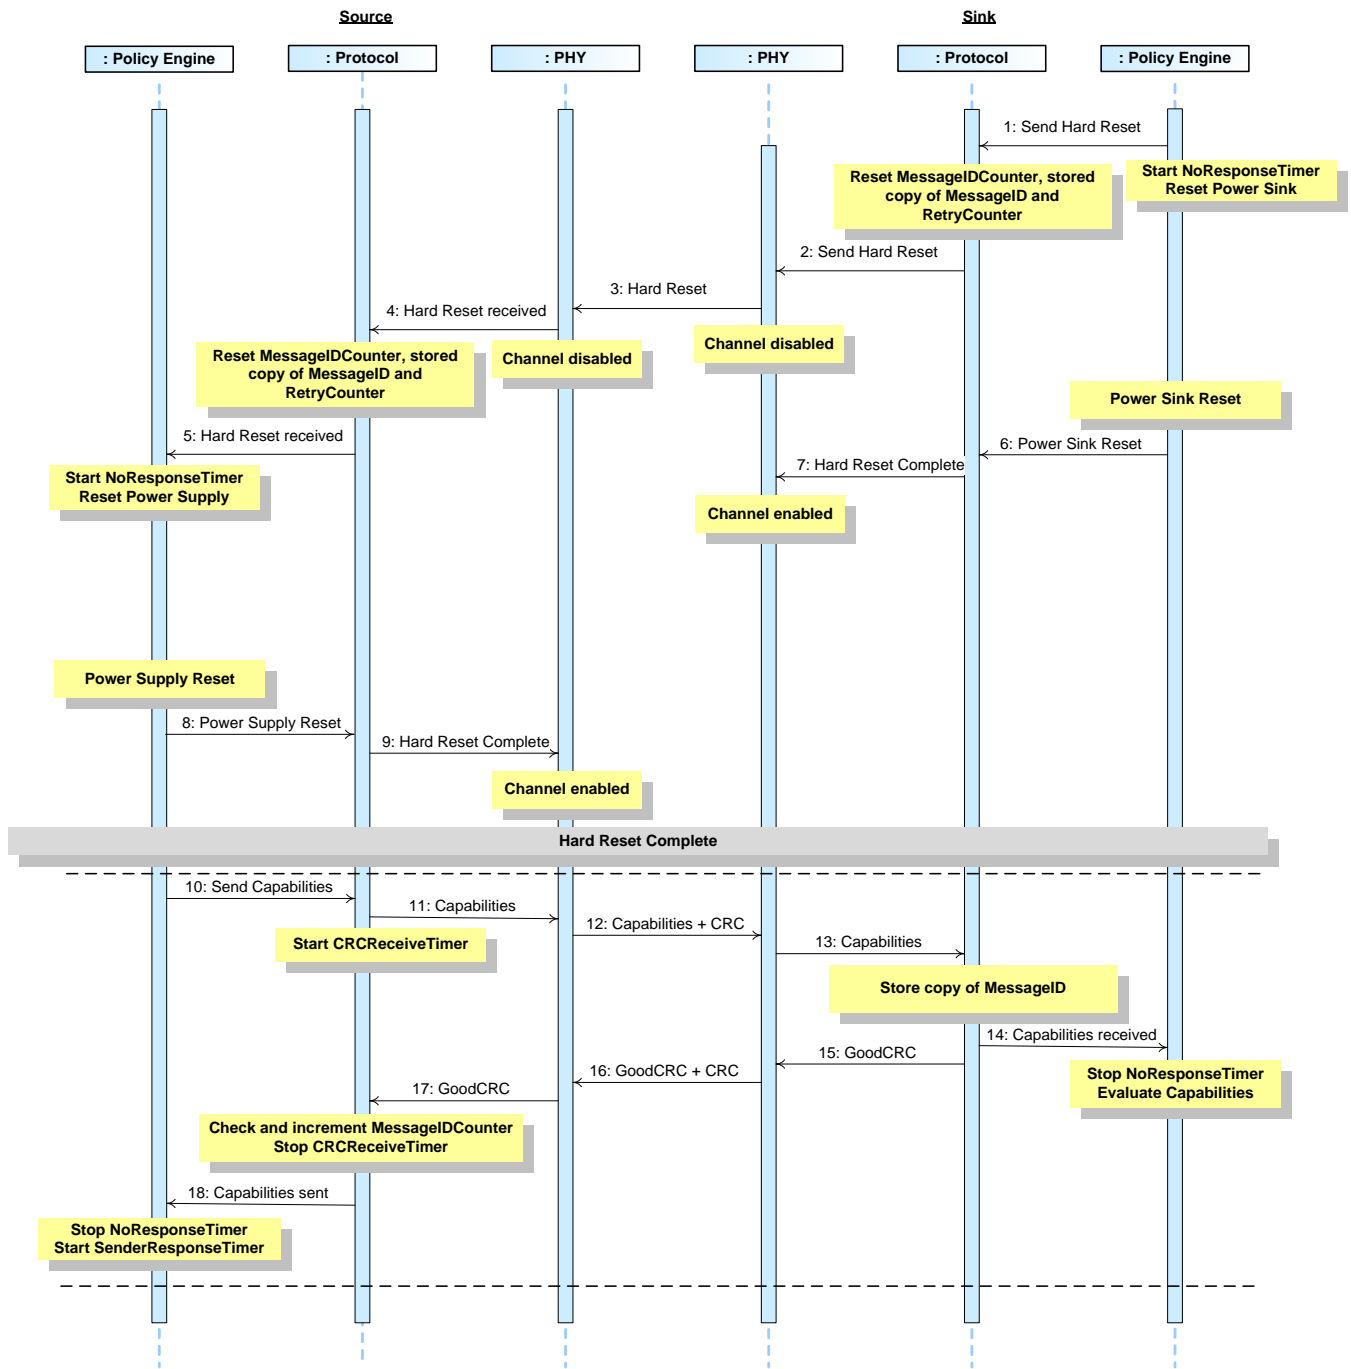 Source
Sink
: Policy Engine
: Protocol
: PHY
: PHY
: Protocol
: Policy Engine
1: Send Hard Reset
Reset MessageIDCounter, stored
copy of MessageID and
RetryCounter
Start NoResponseTimer
Reset Power Sink
2: Send Hard Reset
3: Hard Reset
4: Hard Reset received
Channel disabled
Reset MessageIDCounter, stored
copy of MessageID and
RetryCounter
Channel disabled
Power Sink Reset
5: Hard Reset received
6: Power Sink Reset
7: Hard Reset Complete
Start NoResponseTimer
Reset Power Supply
Channel enabled
Power Supply Reset
8: Power Supply Reset
9: Hard Reset Complete
Channel enabled
Hard Reset Complete
10: Send Capabilities
11: Capabilities
12: Capabilities + CRC
Start CRCReceiveTimer
13: Capabilities
Store copy of MessageID
14: Capabilities received
15: GoodCRC
16: GoodCRC + CRC
Stop NoResponseTimer
Evaluate Capabilities
17: GoodCRC
Check and increment MessageIDCounter
Stop CRCReceiveTimer
18: Capabilities sent
Stop NoResponseTimer
Start SenderResponseTimer